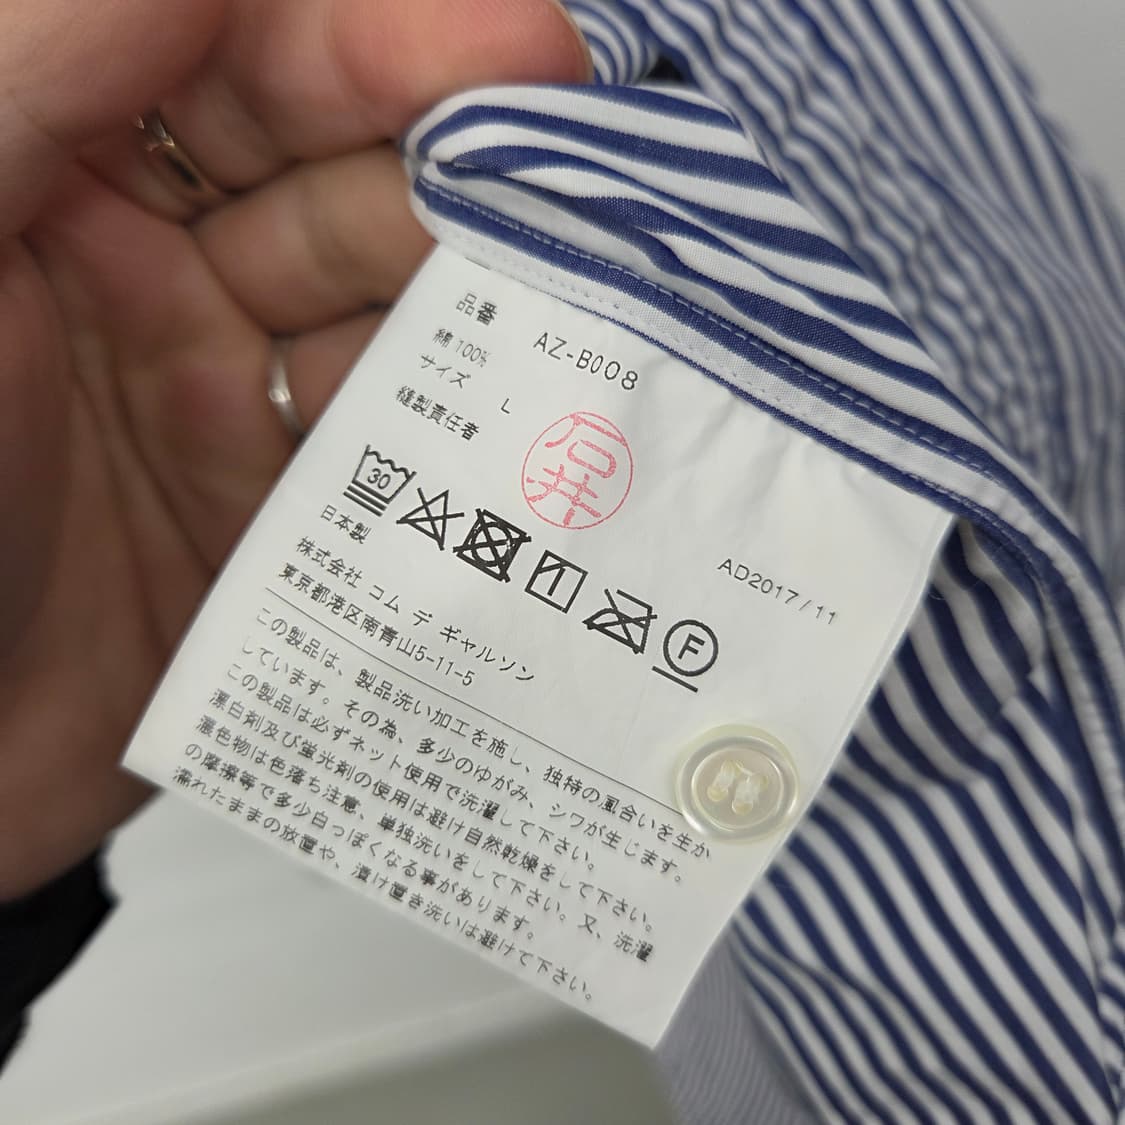 品番 AZ-B008
綿 100%
サイズ L
縫製責任者
石井
30
日本製
F
AD2017/11
株式会社 コム デ ギャルソン
東京都港区南青山5-11-5
この製品は、製品洗い加工を施し、独特の風合いを生か
しています。その為、多少のゆがみ、シワが生じます。
この製品は必ずネット使用で洗濯して下さい。
漂白剤及び蛍光剤の使用は避け自然乾燥をして下さい。
濃色物は色落ち注意、単独洗いをして下さい。又、洗濯
の摩擦等で多少白っぽくなる事があります。
濡れたままの放置や、漬け置き洗いは避けて下さい。